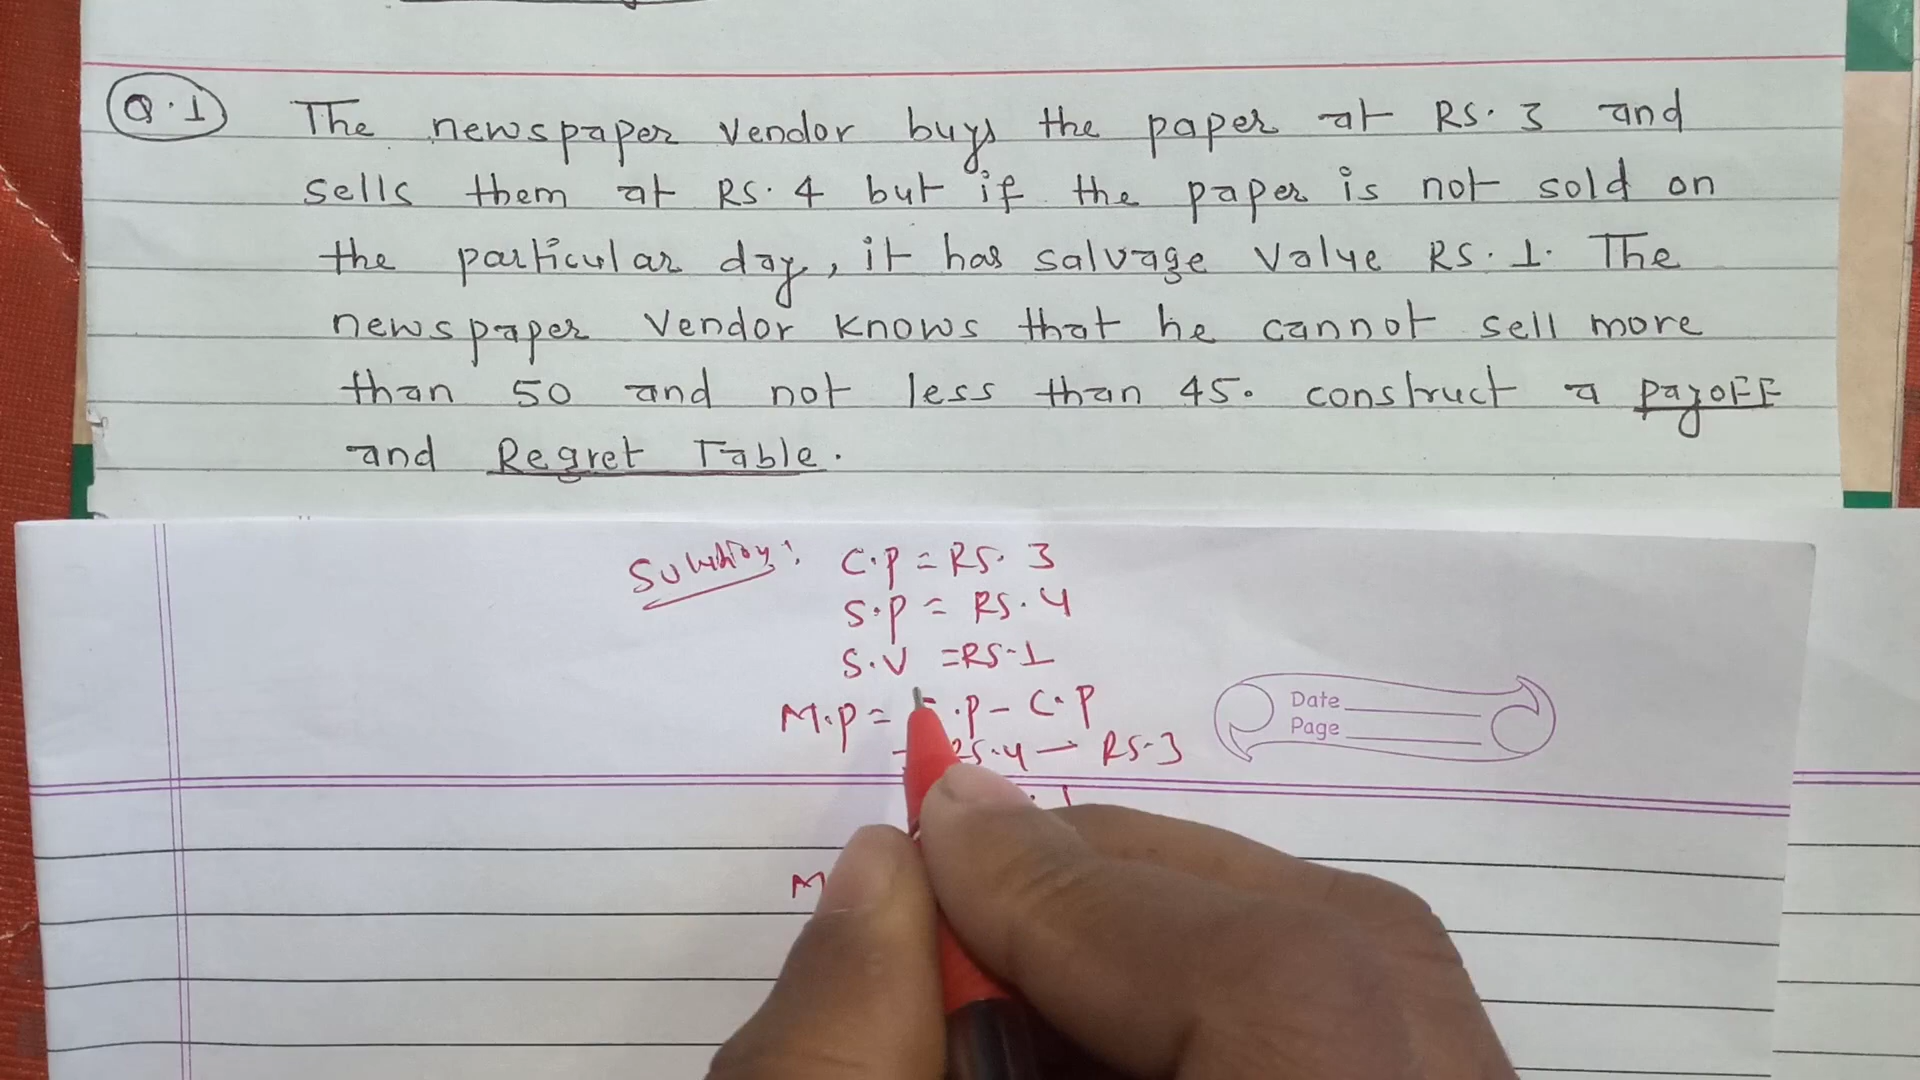 Q.1 The newspaper vendor buys the paper at RS. 3 and
sells them at RS. 4 but if the paper is not sold on
the particular day, it has salvage value RS. 1. The
newspaper vendor knows that he cannot sell more
than 50 and not less than 45. construct a payoff
and Regret Table.
Solution: C.P = RS. 3
S.P = RS. 4
S.V = RS-1
M.P = .P - C.P
RS.4 - RS.3
Date
Page
M